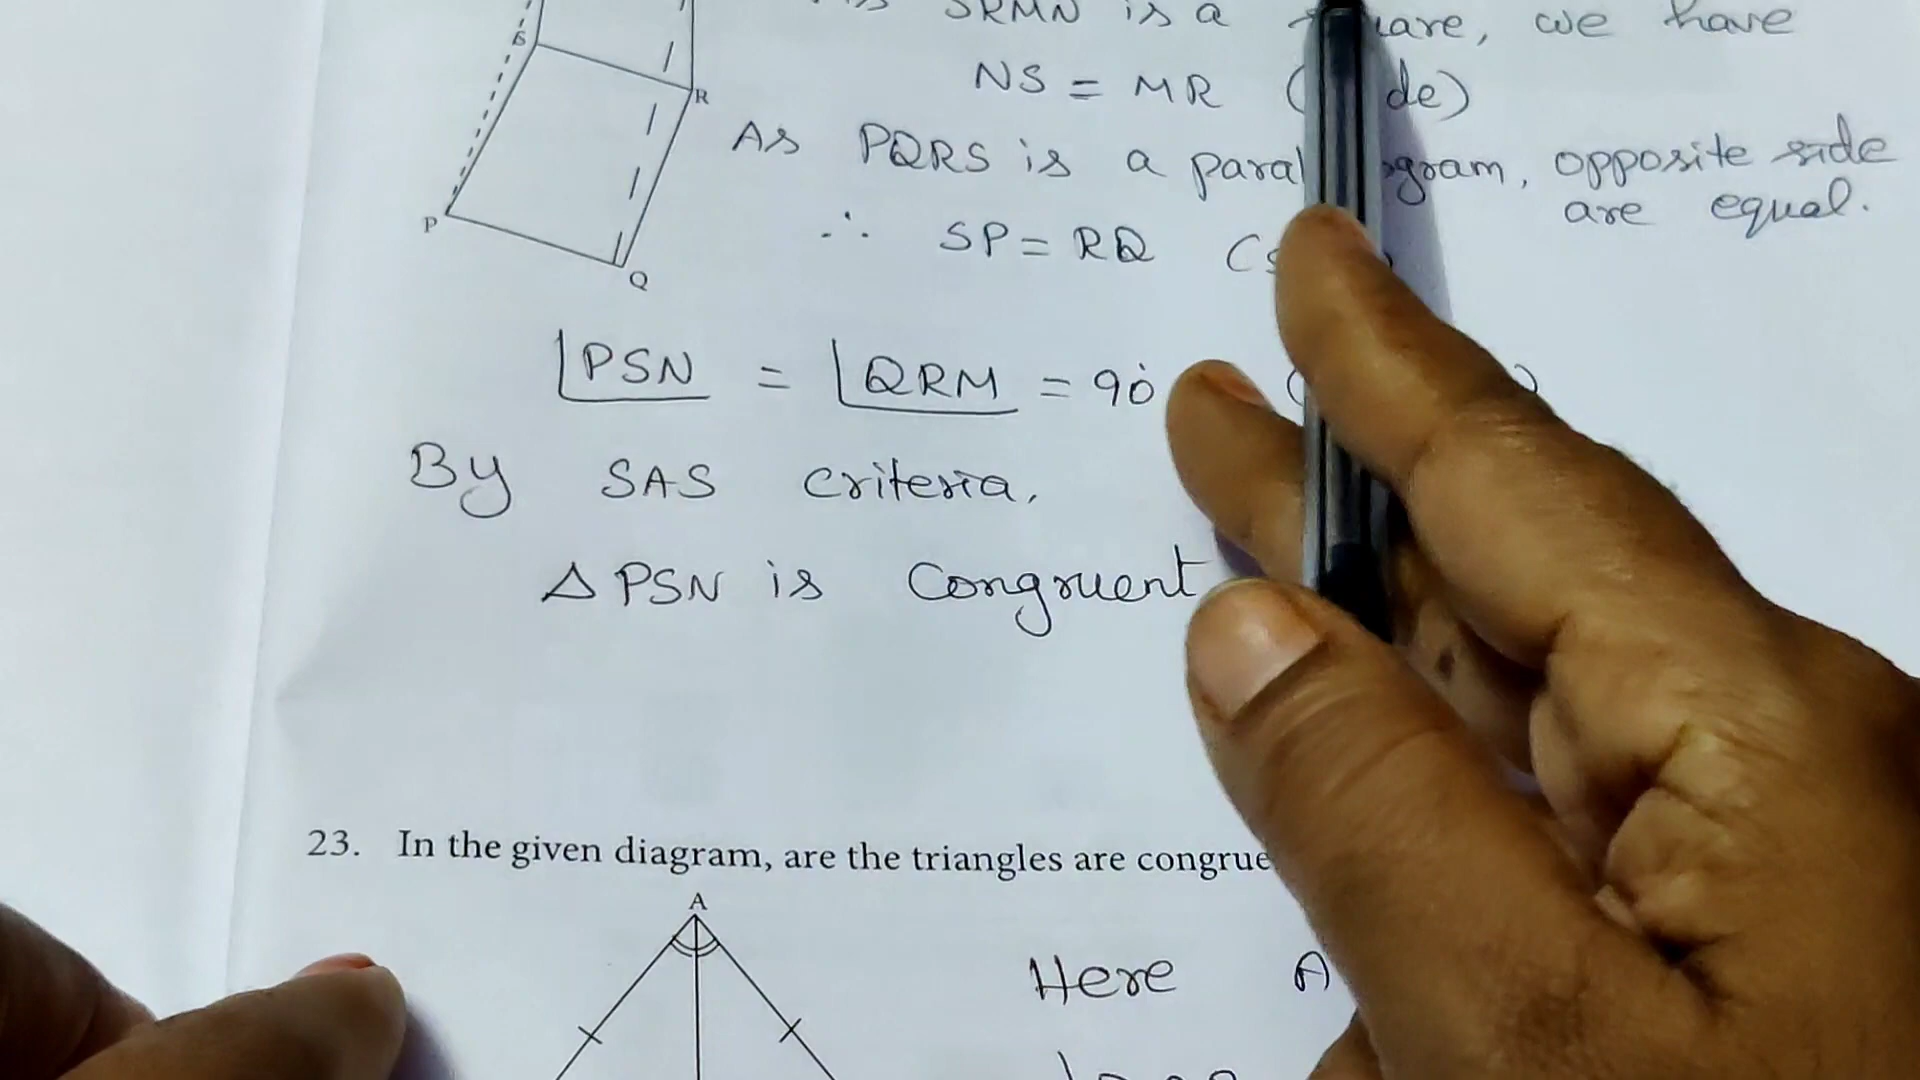 SRMN is a are, we have
S
NS = MR ( de)
R
As PQRS is a paral gram, opposite side
are equal.
P
∴ SP = RQ (s
Q
∠PSN = ∠QRM = 90°
By SAS criteria,
△PSN is congruent
23. In the given diagram, are the triangles are congrue
A
Here A